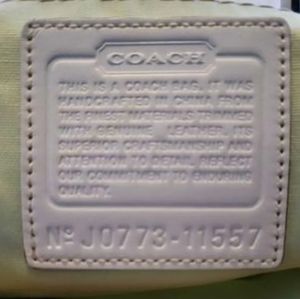 COACH
THIS IS A COACH BAG. IT WAS
HANDCRAFTED IN CHINA FROM
THE FINEST MATERIALS TRIMMED
WITH GENUINE LEATHER. ITS
SUPERIOR CRAFTSMANSHIP AND
ATTENTION TO DETAIL REFLECT
OUR COMMITMENT TO ENDURING
QUALITY.
Nº J0773-11557